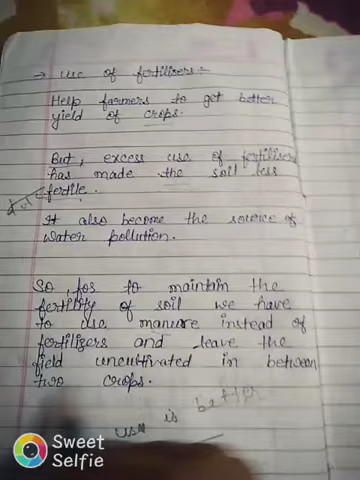 → use of fertilizers:-
Help farmers to get better
yield of crops.
But, excess use of fertilisers
has made the soil less
fertile.
It also become the source of
water pollution.
So, for to maintain the
fertility of soil we have
to use manure instead of
fertilizers and leave the
field uncultivated in between
two crops.
is better
Sweet
Selfie